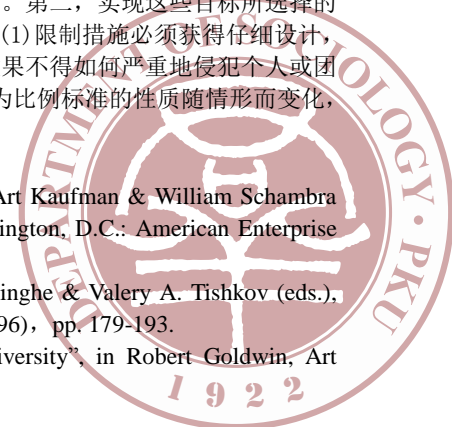 。第二，实现这些目标所选择的
(1)限制措施必须获得仔细设计，
果不得如何严重地侵犯个人或团
为比例标准的性质随情形而变化，
Art Kaufman & William Schambra
ington, D.C.: American Enterprise
inghe & Valery A. Tishkov (eds.),
96)，pp. 179-193.
iversity”, in Robert Goldwin, Art
DEPARTMENT OF SOCIOLOGY · PKU
1922